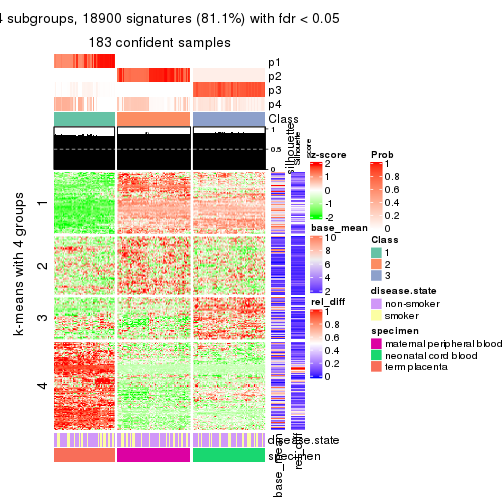 4 subgroups, 18900 signatures (81.1%) with fdr < 0.05
183 confident samples
p1
p2
p3
p4
Class
1
0.5
0
silhouette
Silhouette
score
k-means with 4 groups
1
2
3
4
disease.state
specimen
base_mean
rel_diff
z-score
2
1
0
-1
-2
base_mean
10
8
6
4
2
rel_diff
1
0.8
0.6
0.4
0.2
0
Prob
1
0.8
0.6
0.4
0.2
0
Class
1
2
3
disease.state
non-smoker
smoker
specimen
maternal peripheral blood
neonatal cord blood
term placenta